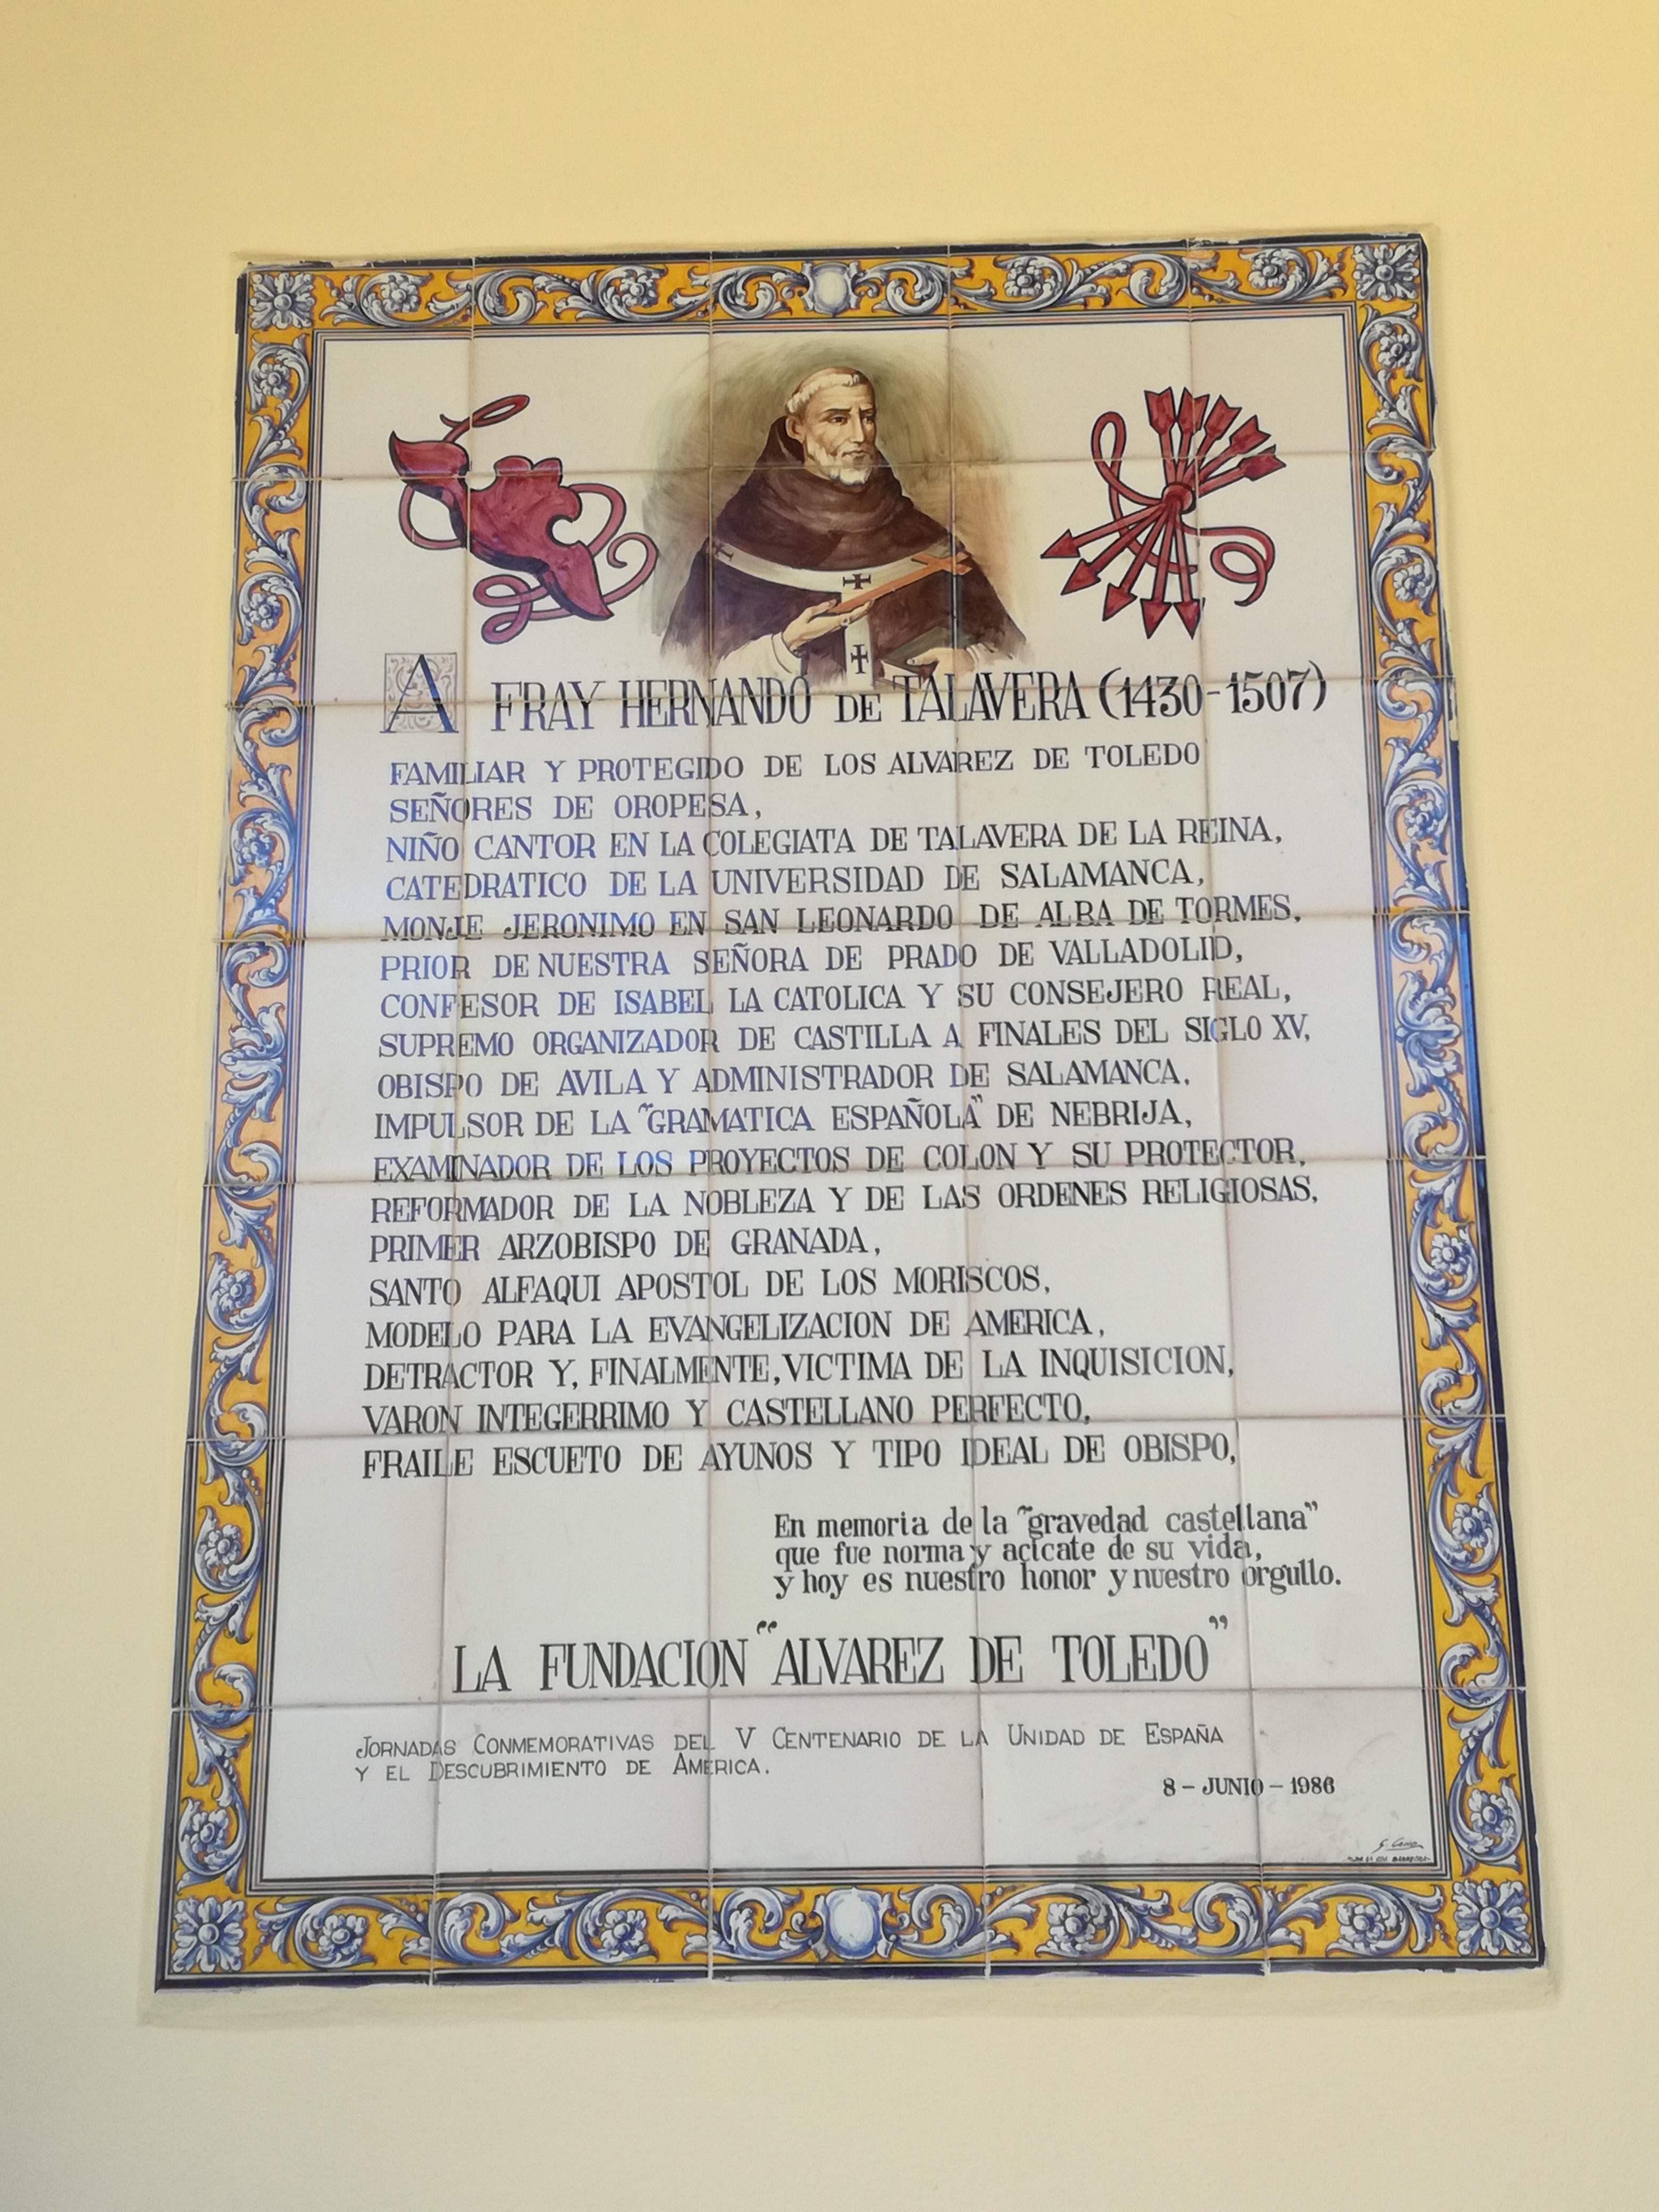 A FRAY HERNANDO DE TALAVERA (1430-1507)
FAMILIAR Y PROTEGIDO DE LOS ALVAREZ DE TOLEDO
SEÑORES DE OROPESA,
NIÑO CANTOR EN LA COLEGIATA DE TALAVERA DE LA REINA,
CATEDRATICO DE LA UNIVERSIDAD DE SALAMANCA,
MONJE JERONIMO EN SAN LEONARDO DE ALBA DE TORMES,
PRIOR DE NUESTRA SEÑORA DE PRADO DE VALLADOLID,
CONFESOR DE ISABEL LA CATOLICA Y SU CONSEJERO REAL,
SUPREMO ORGANIZADOR DE CASTILLA A FINALES DEL SIGLO XV,
OBISPO DE AVILA Y ADMINISTRADOR DE SALAMANCA,
IMPULSOR DE LA "GRAMATICA ESPAÑOLA" DE NEBRIJA,
EXAMINADOR DE LOS PROYECTOS DE COLON Y SU PROTECTOR,
REFORMADOR DE LA NOBLEZA Y DE LAS ORDENES RELIGIOSAS,
PRIMER ARZOBISPO DE GRANADA,
SANTO ALFAQUI APOSTOL DE LOS MORISCOS,
MODELO PARA LA EVANGELIZACION DE AMERICA,
DETRACTOR Y, FINALMENTE, VICTIMA DE LA INQUISICION,
VARON INTEGERRIMO Y CASTELLANO PERFECTO,
FRAILE ESCUETO DE AYUNOS Y TIPO IDEAL DE OBISPO,
En memoria de la "gravedad castellana"
que fue norma y acicate de su vida,
y hoy es nuestro honor y nuestro orgullo.
LA FUNDACION "ALVAREZ DE TOLEDO"
JORNADAS CONMEMORATIVAS DEL V CENTENARIO DE LA UNIDAD DE ESPAÑA
Y EL DESCUBRIMIENTO DE AMERICA.
8-JUNIO-1986